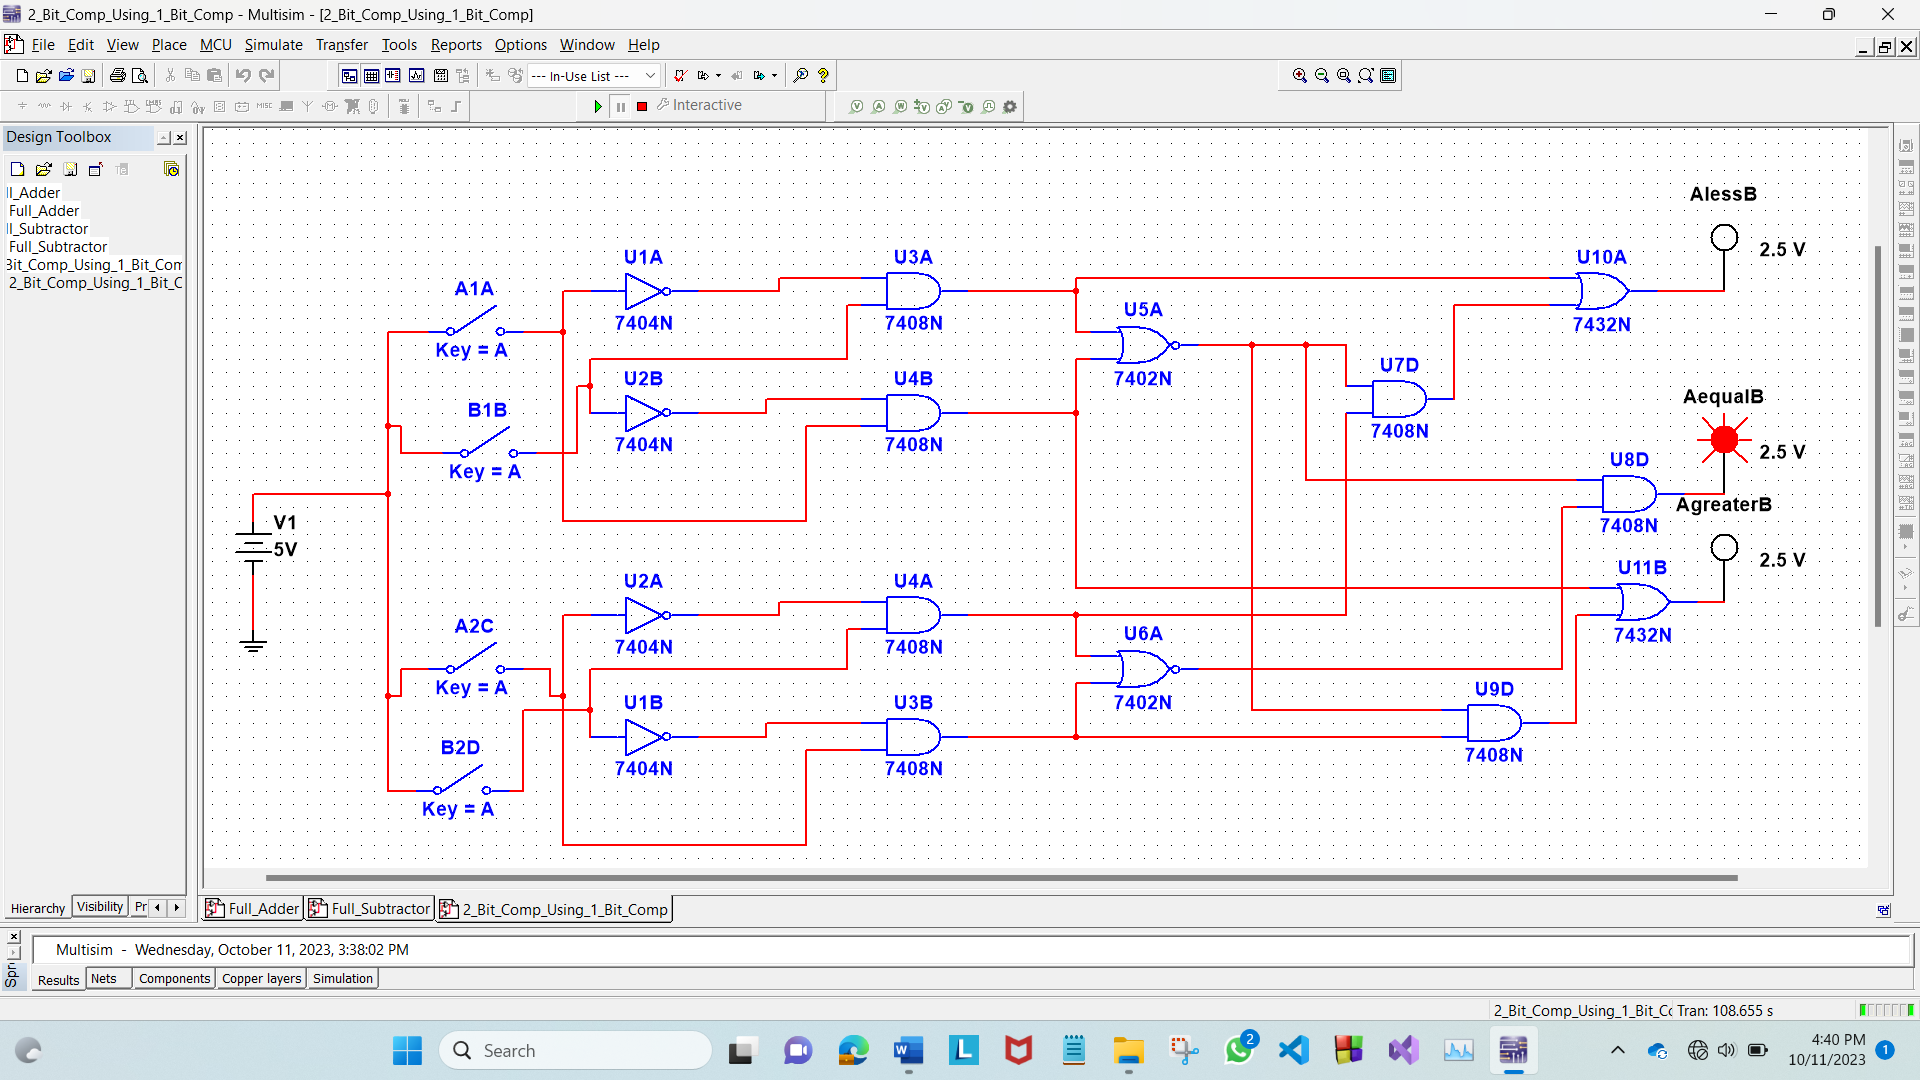 2_Bit_Comp_Using_1_Bit_Comp - Multisim - [2_Bit_Comp_Using_1_Bit_Comp]
File Edit View Place MCU Simulate Transfer Tools Reports Options Window Help
--- In-Use List ---
Interactive
Design Toolbox
ll_Adder
Full_Adder
ll_Subtractor
Full_Subtractor
Bit_Comp_Using_1_Bit_Com
2_Bit_Comp_Using_1_Bit_C
AlessB
2.5 V
U1A
7404N
U3A
7408N
U10A
7432N
A1A
Key = A
U5A
7402N
U7D
7408N
U2B
7404N
U4B
7408N
AequalB
2.5 V
B1B
Key = A
U8D
7408N
AgreaterB
2.5 V
V1
5V
U11B
7432N
U2A
7404N
U4A
7408N
A2C
Key = A
U6A
7402N
U1B
7404N
U3B
7408N
U9D
7408N
B2D
Key = A
Hierarchy Visibility Pr
Full_Adder Full_Subtractor 2_Bit_Comp_Using_1_Bit_Comp
Multisim - Wednesday, October 11, 2023, 3:38:02 PM
Spr
Results Nets Components Copper layers Simulation
2_Bit_Comp_Using_1_Bit_Cc Tran: 108.655 s
Search
2
4:40 PM
10/11/2023
1